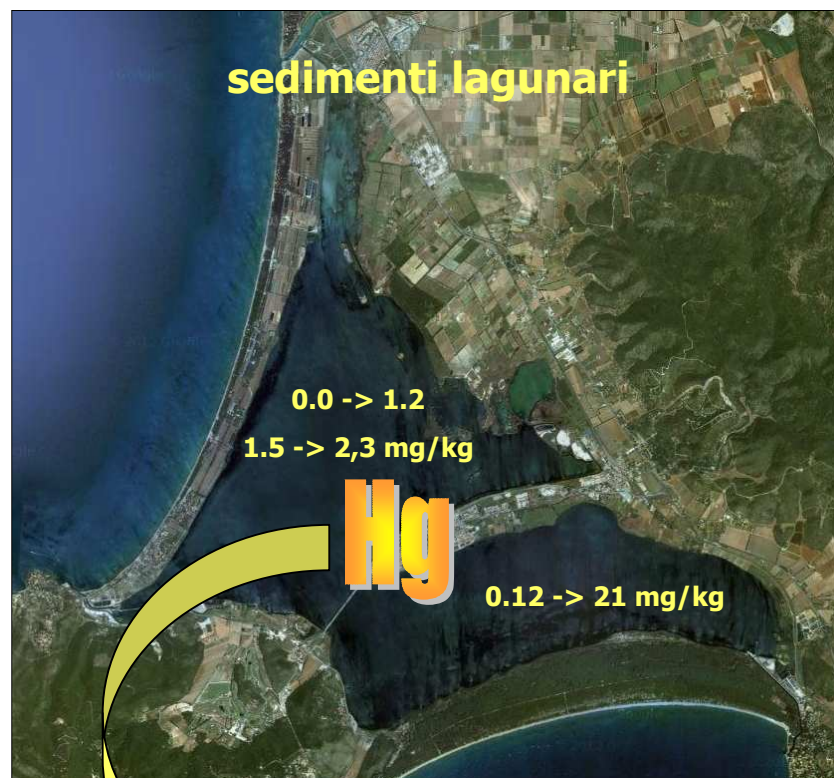 sedimenti lagunari
0.0 -> 1.2
1.5 -> 2,3 mg/kg
Hg
0.12 -> 21 mg/kg